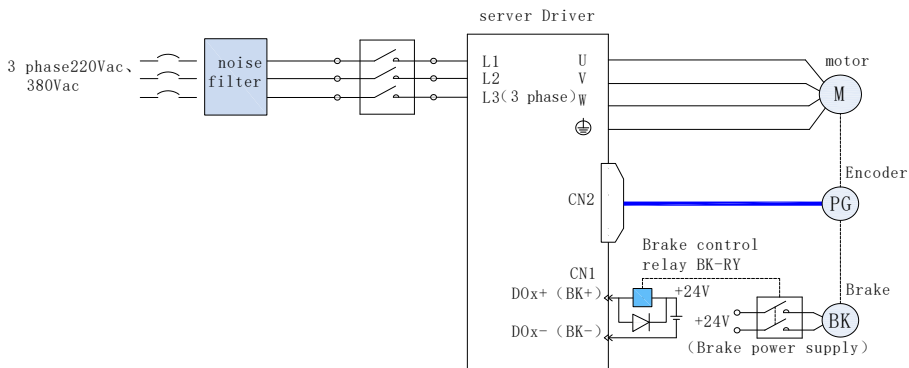 server Driver
3 phase220Vac、
380Vac
noise
filter
L1
L2
L3(3 phase)
U
V
W
motor
M
Encoder
CN2
PG
Brake control
relay BK-RY
CN1
DOx+ (BK+)
+24V
Brake
+24V
BK
DOx- (BK-)
(Brake power supply)